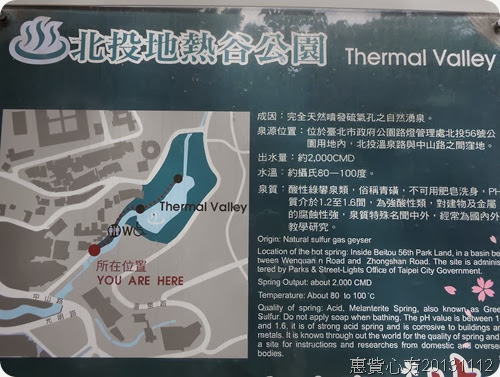 北投地熱谷公園 Thermal Valley
成因：完全天然噴發硫氣孔之自然湧泉。
泉源位置：位於臺北市政府公園路燈管理處北投56號公
園用地內，北投溫泉路與中山路之間窪地。
出水量：約2,000CMD
水溫：約攝氏80—100度。
泉質：酸性綠礬泉類，俗稱青磺，不可用肥皂洗身，PH
質介於1.2至1.6間，為強酸性類，對建物及金屬
的腐蝕性強，泉質特殊名聞中外，經常為國內外
教學研究。
Origin: Natural sulfur gas geyser
Location of the hot spring: Inside Beitou 56th Park Land, in a basin be
tween Wenquan n Road and Zhongshan Road. The site is adminis
tered by Parks & Street-Lights Office of Taipei City Government.
Spring Output: about 2,000 CMD
Temperature: About 80 to 100°C
Quality of spring: Acid, Melenterite Spring, also known as Gree
Sulfur. Do not apply soap when bathing. The pH value is between 1
and 1.6, it is of strong acid spring and is corrosive to buildings ar
metals. It is known through out the world for the quality of spring and
a site for instructions and researches from domestic and overse
bodies.
Thermal Valley
WC
所在位置
YOU ARE HERE
中山路
光明路
惠貲心宥20131112